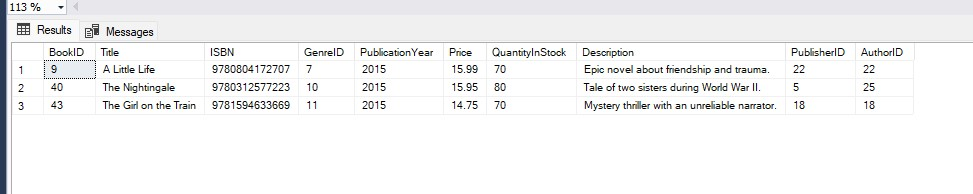 113 %
Results Messages
BookID Title ISBN GenreID PublicationYear Price QuantityInStock Description PublisherID AuthorID
1 9 A Little Life 9780804172707 7 2015 15.99 70 Epic novel about friendship and trauma. 22 22
2 40 The Nightingale 9780312577223 10 2015 15.95 80 Tale of two sisters during World War II. 5 25
3 43 The Girl on the Train 9781594633669 11 2015 14.75 70 Mystery thriller with an unreliable narrator. 18 18